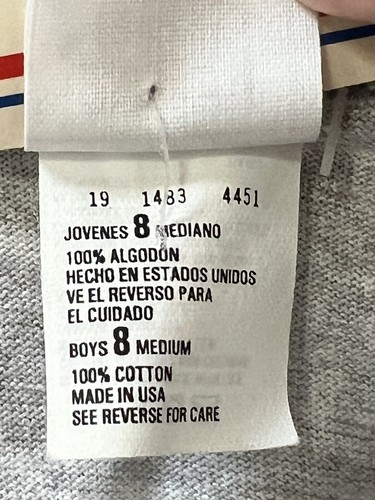 19 1483 4451
JOVENES 8 MEDIANO
100% ALGODON
HECHO EN ESTADOS UNIDOS
VE EL REVERSO PARA
EL CUIDADO
BOYS 8 MEDIUM
100% COTTON
MADE IN USA
SEE REVERSE FOR CARE